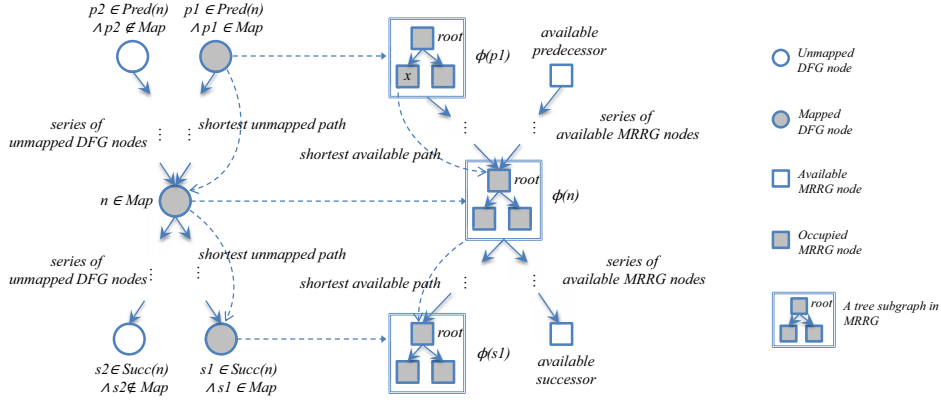 p2 ∈ Pred(n)
∧ p2 ∉ Map
p1 ∈ Pred(n)
∧ p1 ∈ Map
root
x
ϕ(p1)
available
predecessor
series of
unmapped DFG nodes
shortest unmapped path
shortest available path
series of
available MRRG nodes
n ∈ Map
root
ϕ(n)
series of
unmapped DFG nodes
shortest unmapped path
shortest available path
series of
available MRRG nodes
root
ϕ(s1)
s2 ∈ Succ(n)
∧ s2 ∉ Map
s1 ∈ Succ(n)
∧ s1 ∈ Map
available
successor
Unmapped
DFG node
Mapped
DFG node
Available
MRRG node
Occupied
MRRG node
root
A tree subgraph in
MRRG